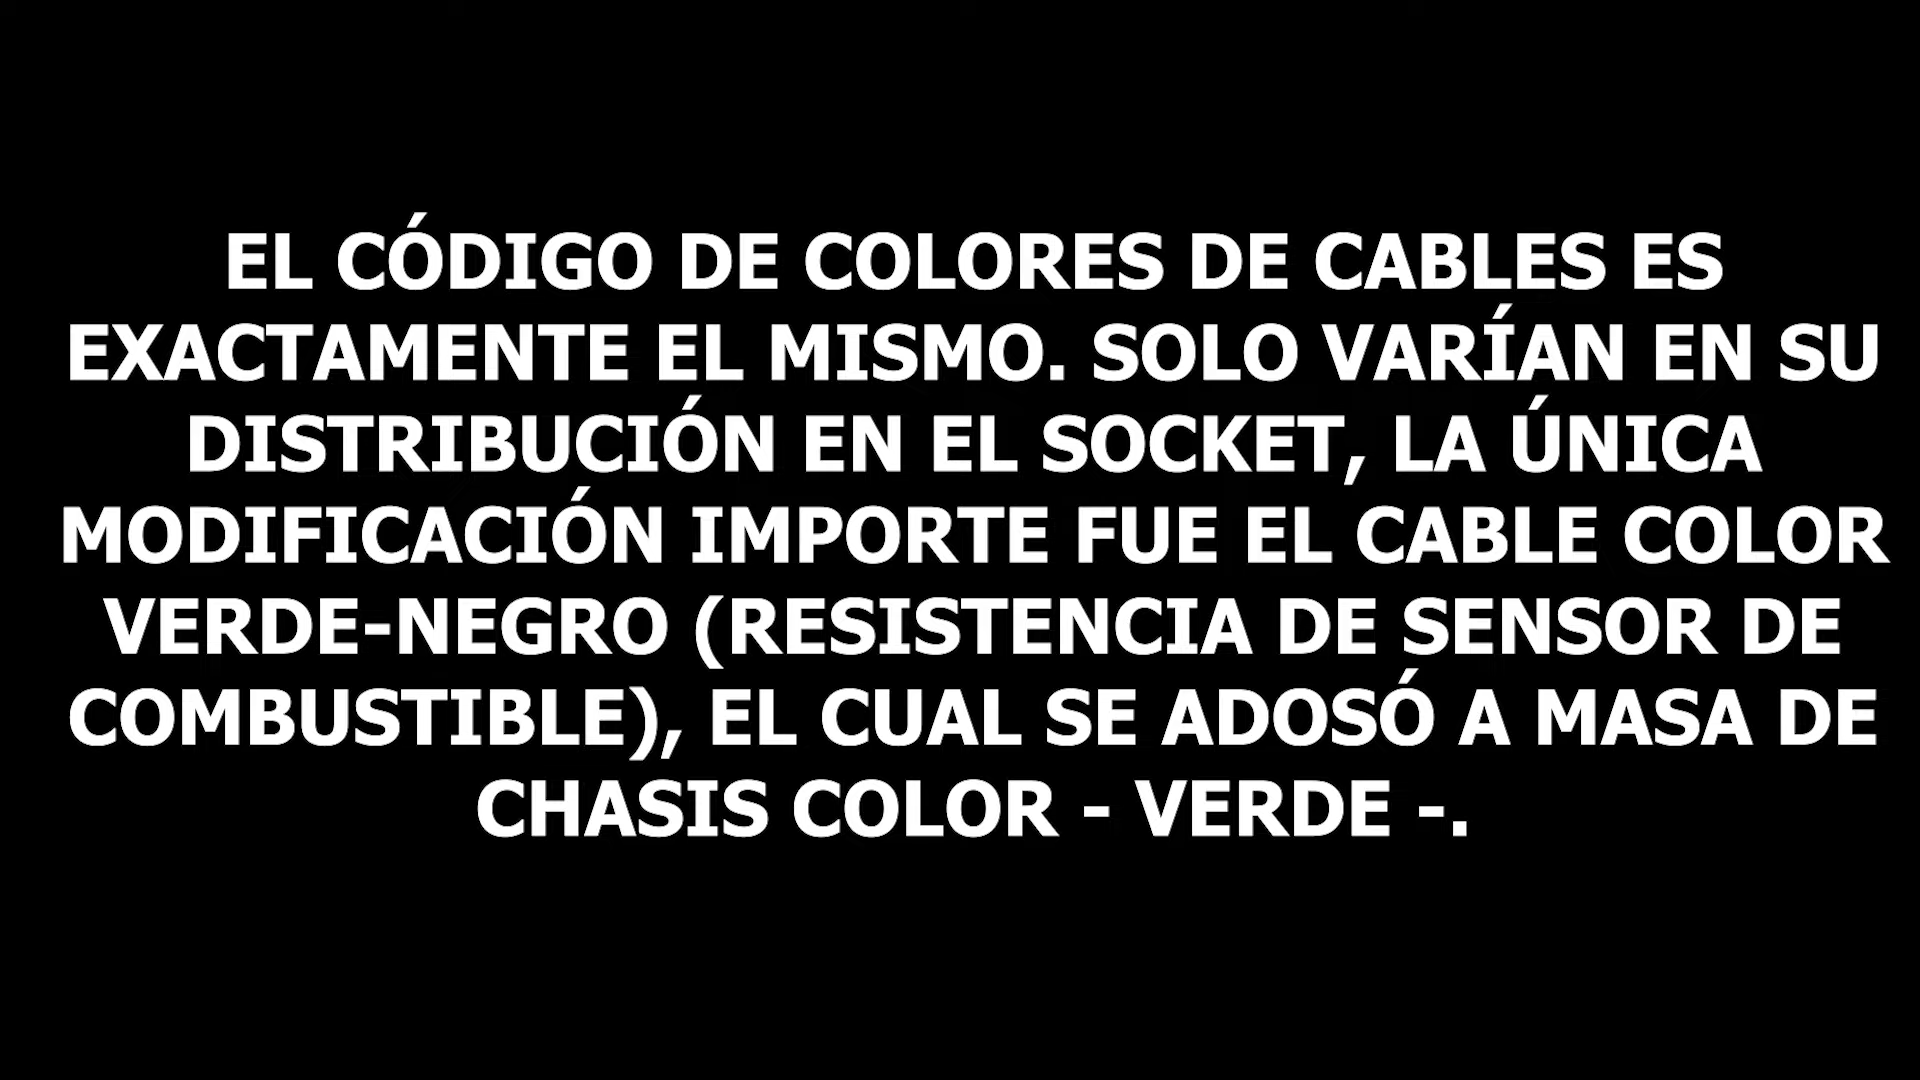 EL CÓDIGO DE COLORES DE CABLES ES
EXACTAMENTE EL MISMO. SOLO VARÍAN EN SU
DISTRIBUCIÓN EN EL SOCKET, LA ÚNICA
MODIFICACIÓN IMPORTE FUE EL CABLE COLOR
VERDE-NEGRO (RESISTENCIA DE SENSOR DE
COMBUSTIBLE), EL CUAL SE ADOSÓ A MASA DE
CHASIS COLOR - VERDE -.